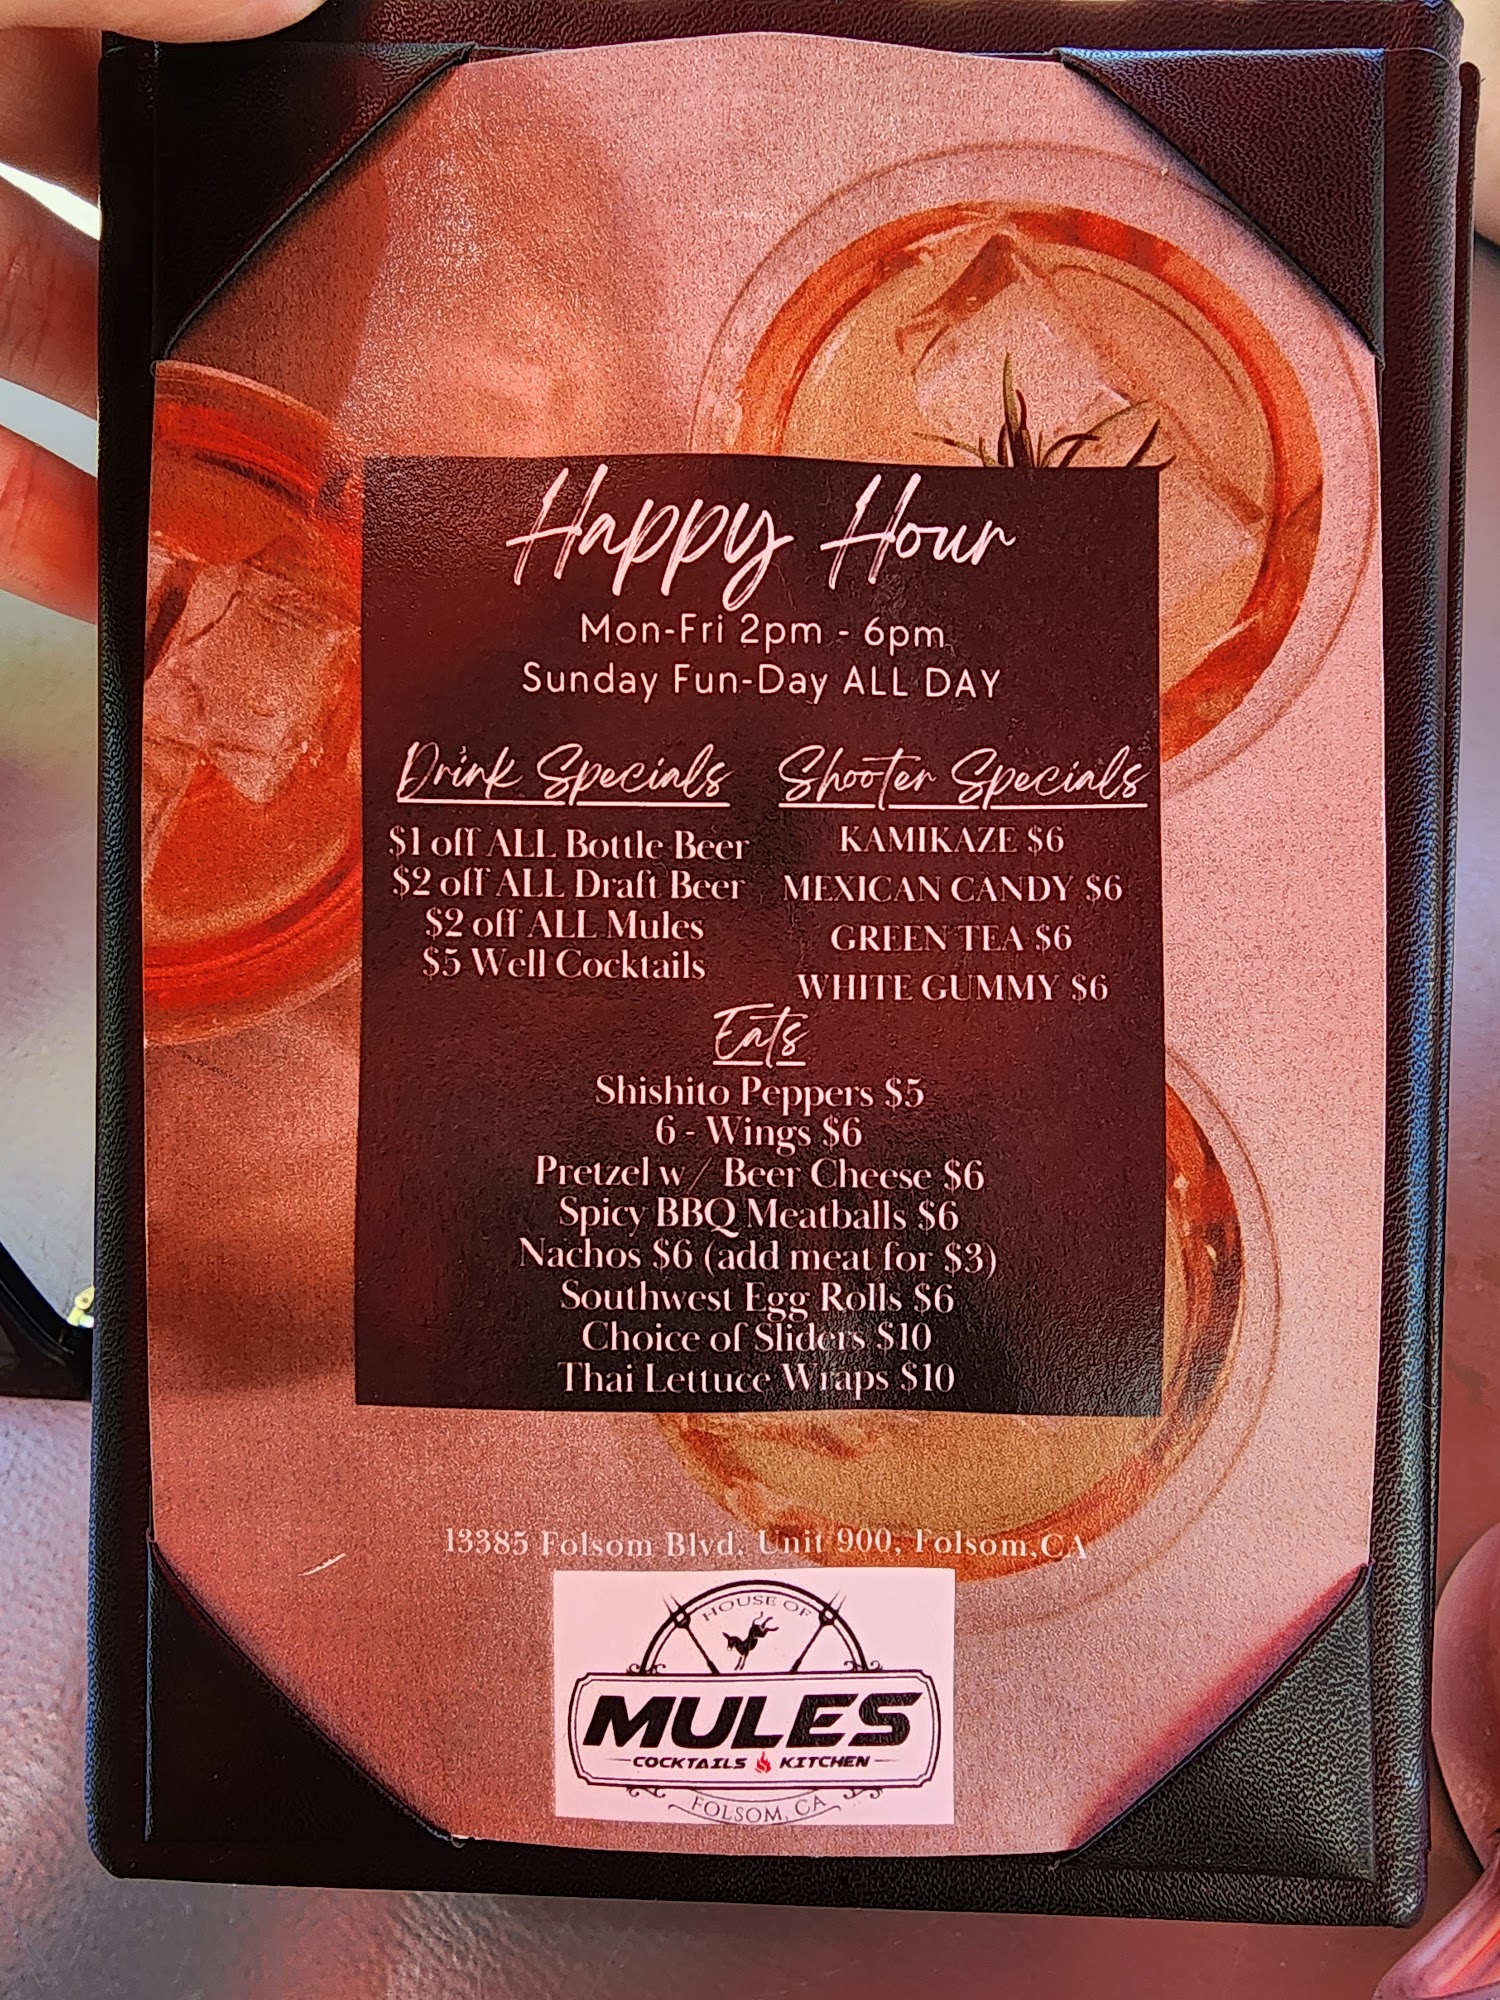 Happy Hour
Mon-Fri 2pm - 6pm
Sunday Fun-Day ALL DAY
Drink Specials
$1 off ALL Bottle Beer
$2 off ALL Draft Beer
$2 off ALL Mules
$5 Well Cocktails
Shooter Specials
KAMIKAZE $6
MEXICAN CANDY $6
GREEN TEA $6
WHITE GUMMY $6
Eats
Shishito Peppers $5
6 - Wings $6
Pretzel w/ Beer Cheese $6
Spicy BBQ Meatballs $6
Nachos $6 (add meat for $3)
Southwest Egg Rolls $6
Choice of Sliders $10
Thai Lettuce Wraps $10
13385 Folsom Blvd, Unit 900, Folsom,CA
HOUSE OF
MULES
COCKTAILS KITCHEN
FOLSOM, CA